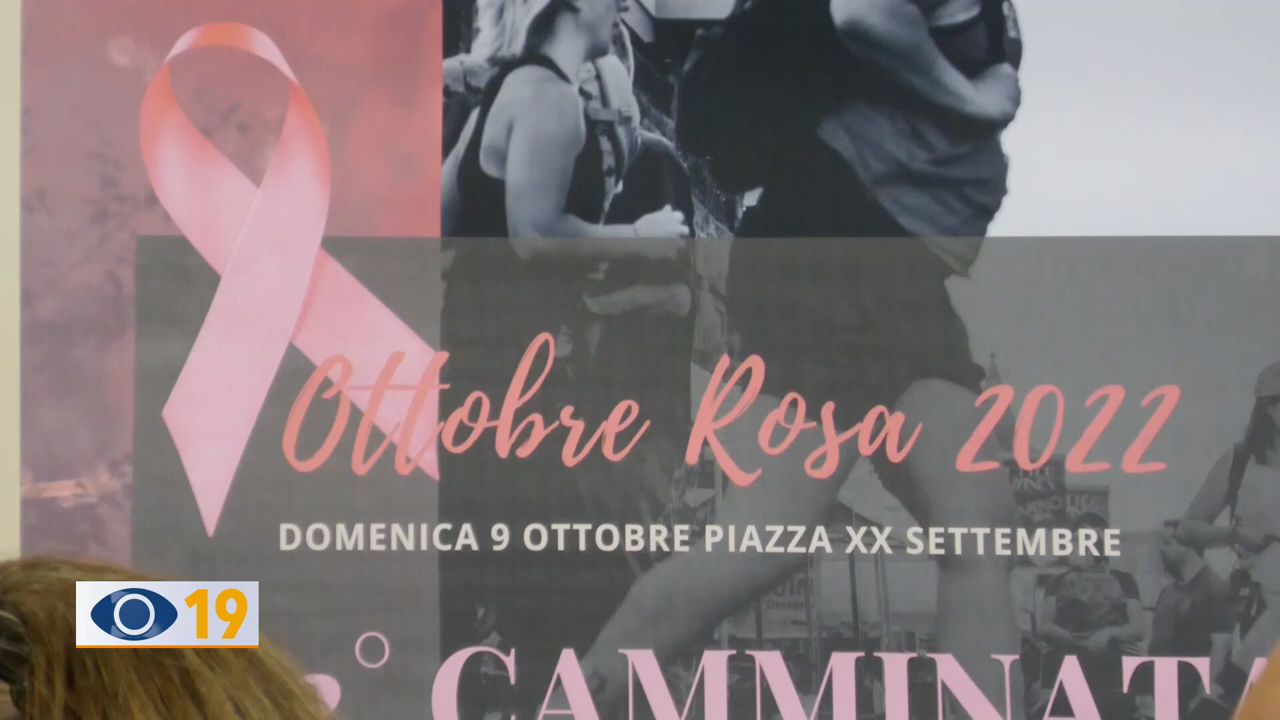 Ottobre Rosa 2022
DOMENICA 9 OTTOBRE PIAZZA XX SETTEMBRE
19
CAMMINATA